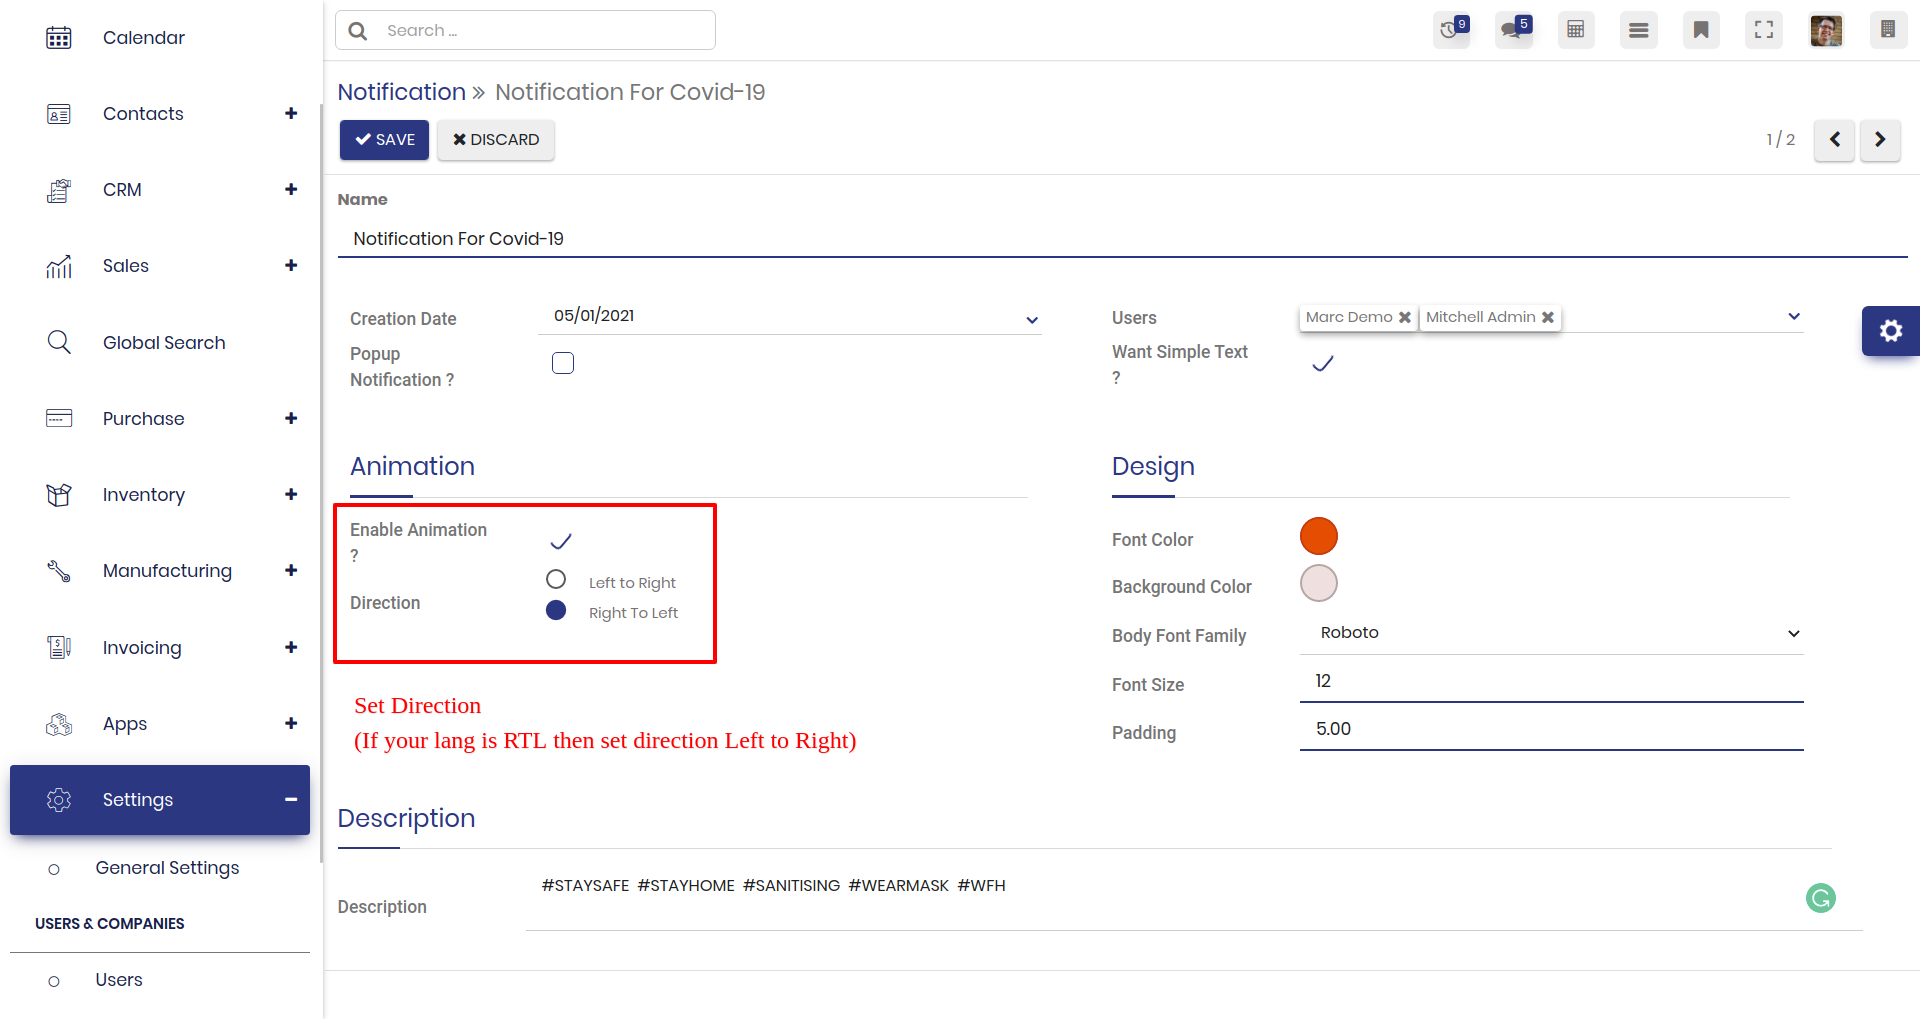 Calendar
Contacts
CRM
Sales
Global Search
Purchase
Inventory
Manufacturing
Invoicing
Apps
Settings
General Settings
USERS & COMPANIES
Users
Search ...
9
5
Notification » Notification For Covid-19
SAVE
DISCARD
1 / 2
Name
Notification For Covid-19
Creation Date
05/01/2021
Popup
Notification ?
Users
Marc Demo
Mitchell Admin
Want Simple Text
?
Animation
Enable Animation
?
Direction
Left to Right
Right To Left
Set Direction
(If your lang is RTL then set direction Left to Right)
Design
Font Color
Background Color
Body Font Family
Roboto
Font Size
12
Padding
5.00
Description
Description
#STAYSAFE #STAYHOME #SANITISING #WEARMASK #WFH